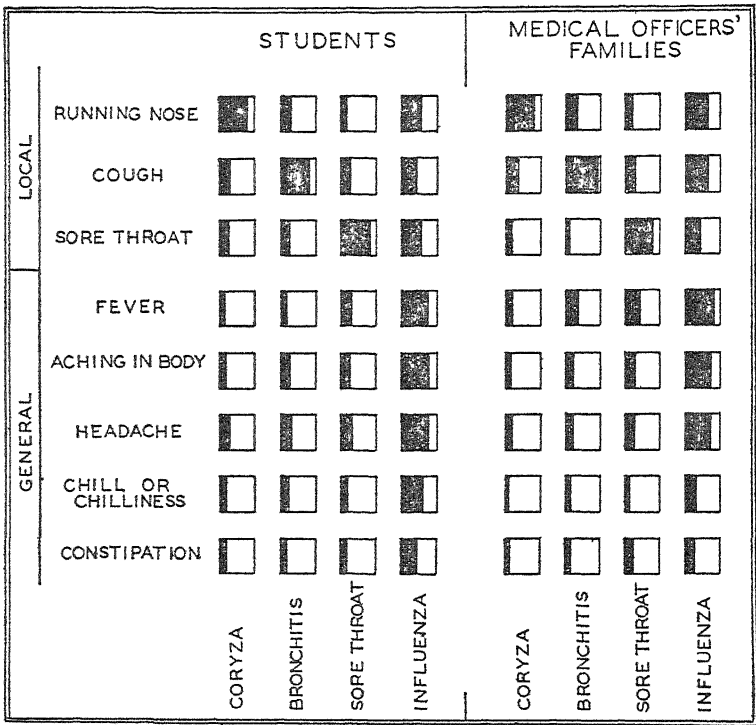 STUDENTS
MEDICAL OFFICERS'
FAMILIES
LOCAL
RUNNING NOSE
COUGH
SORE THROAT
GENERAL
FEVER
ACHING IN BODY
HEADACHE
CHILL OR
CHILLINESS
CONSTIPATION
CORYZA
BRONCHITIS
SORE THROAT
INFLUENZA
CORYZA
BRONCHITIS
SORE THROAT
INFLUENZA